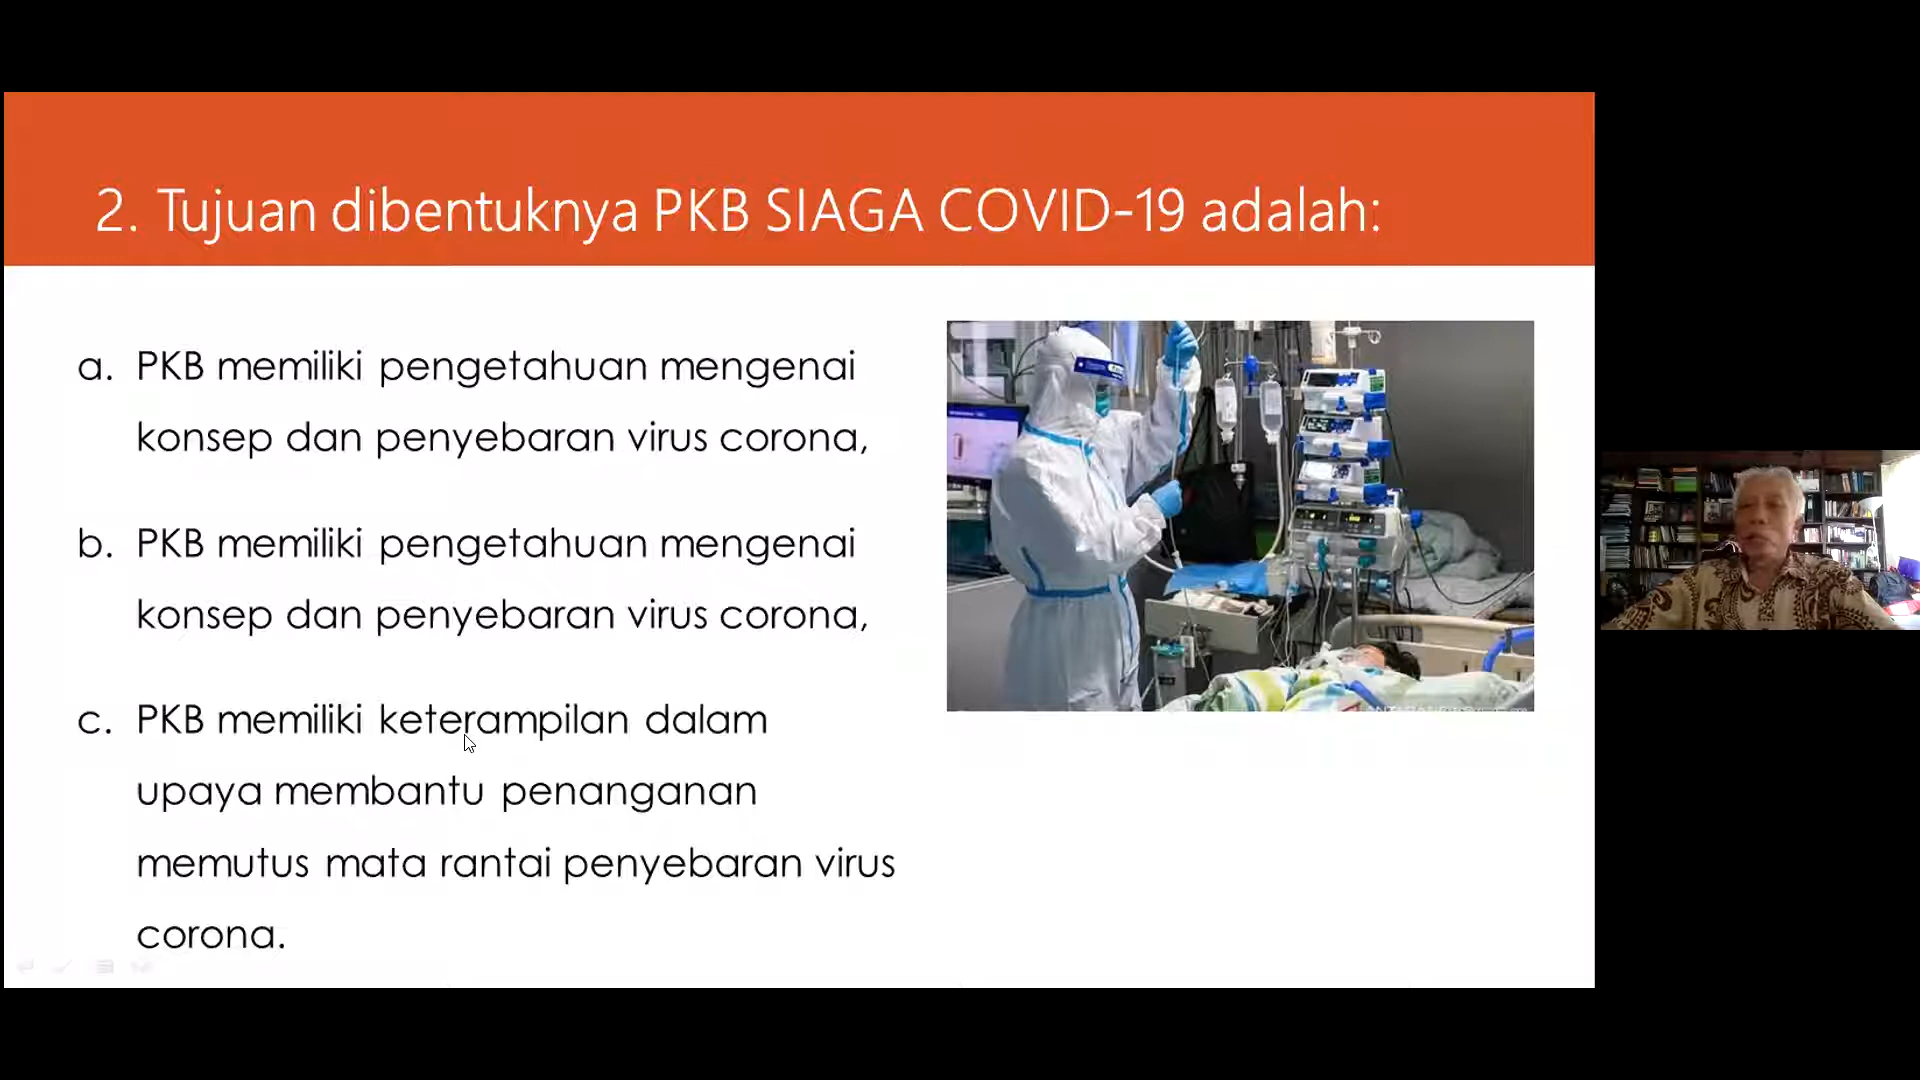 2. Tujuan dibentuknya PKB SIAGA COVID-19 adalah:
a. PKB memiliki pengetahuan mengenai
konsep dan penyebaran virus corona,
b. PKB memiliki pengetahuan mengenai
konsep dan penyebaran virus corona,
c. PKB memiliki keterampilan dalam
upaya membantu penanganan
memutus mata rantai penyebaran virus
corona.